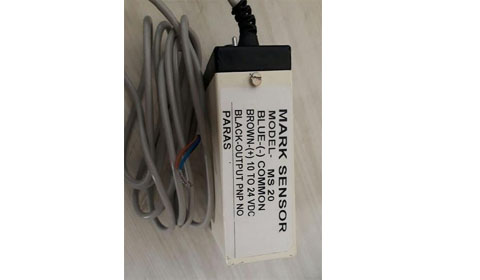 MARK SENSOR
MODEL- MS 20
BLUE-(-) COMMON
BROWN-(+) 10 TO 24 VDC
BLACK-OUTPUT PNP NO
PARAS